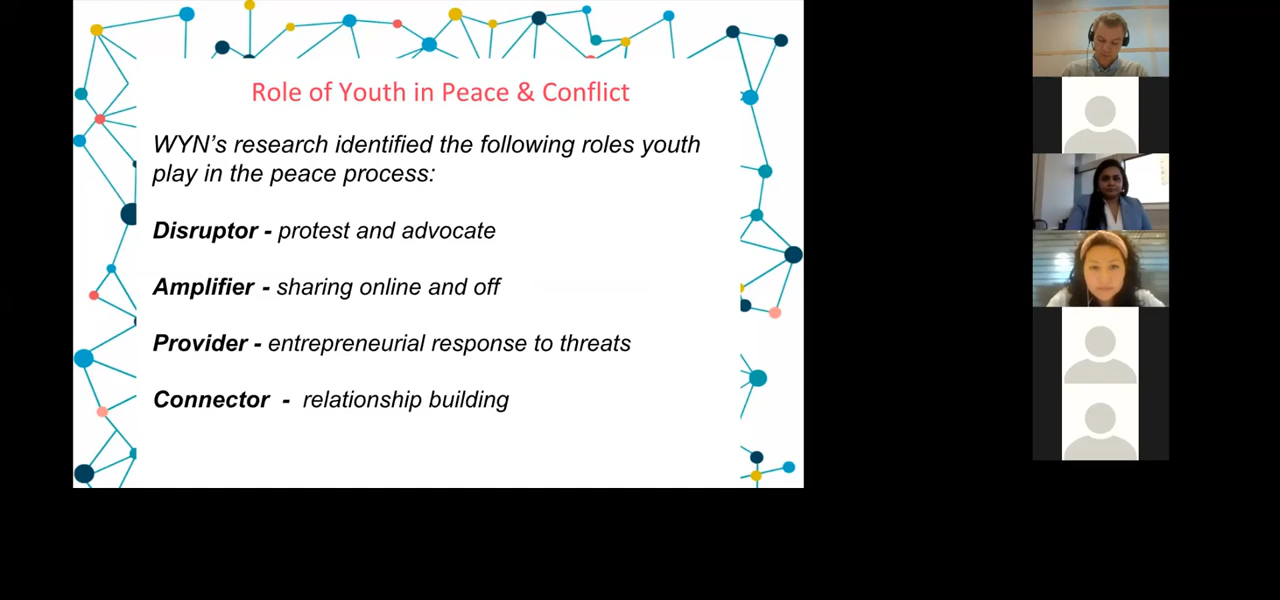 Role of Youth in Peace & Conflict
WYN's research identified the following roles youth
play in the peace process:
Disruptor - protest and advocate
Amplifier - sharing online and off
Provider - entrepreneurial response to threats
Connector - relationship building